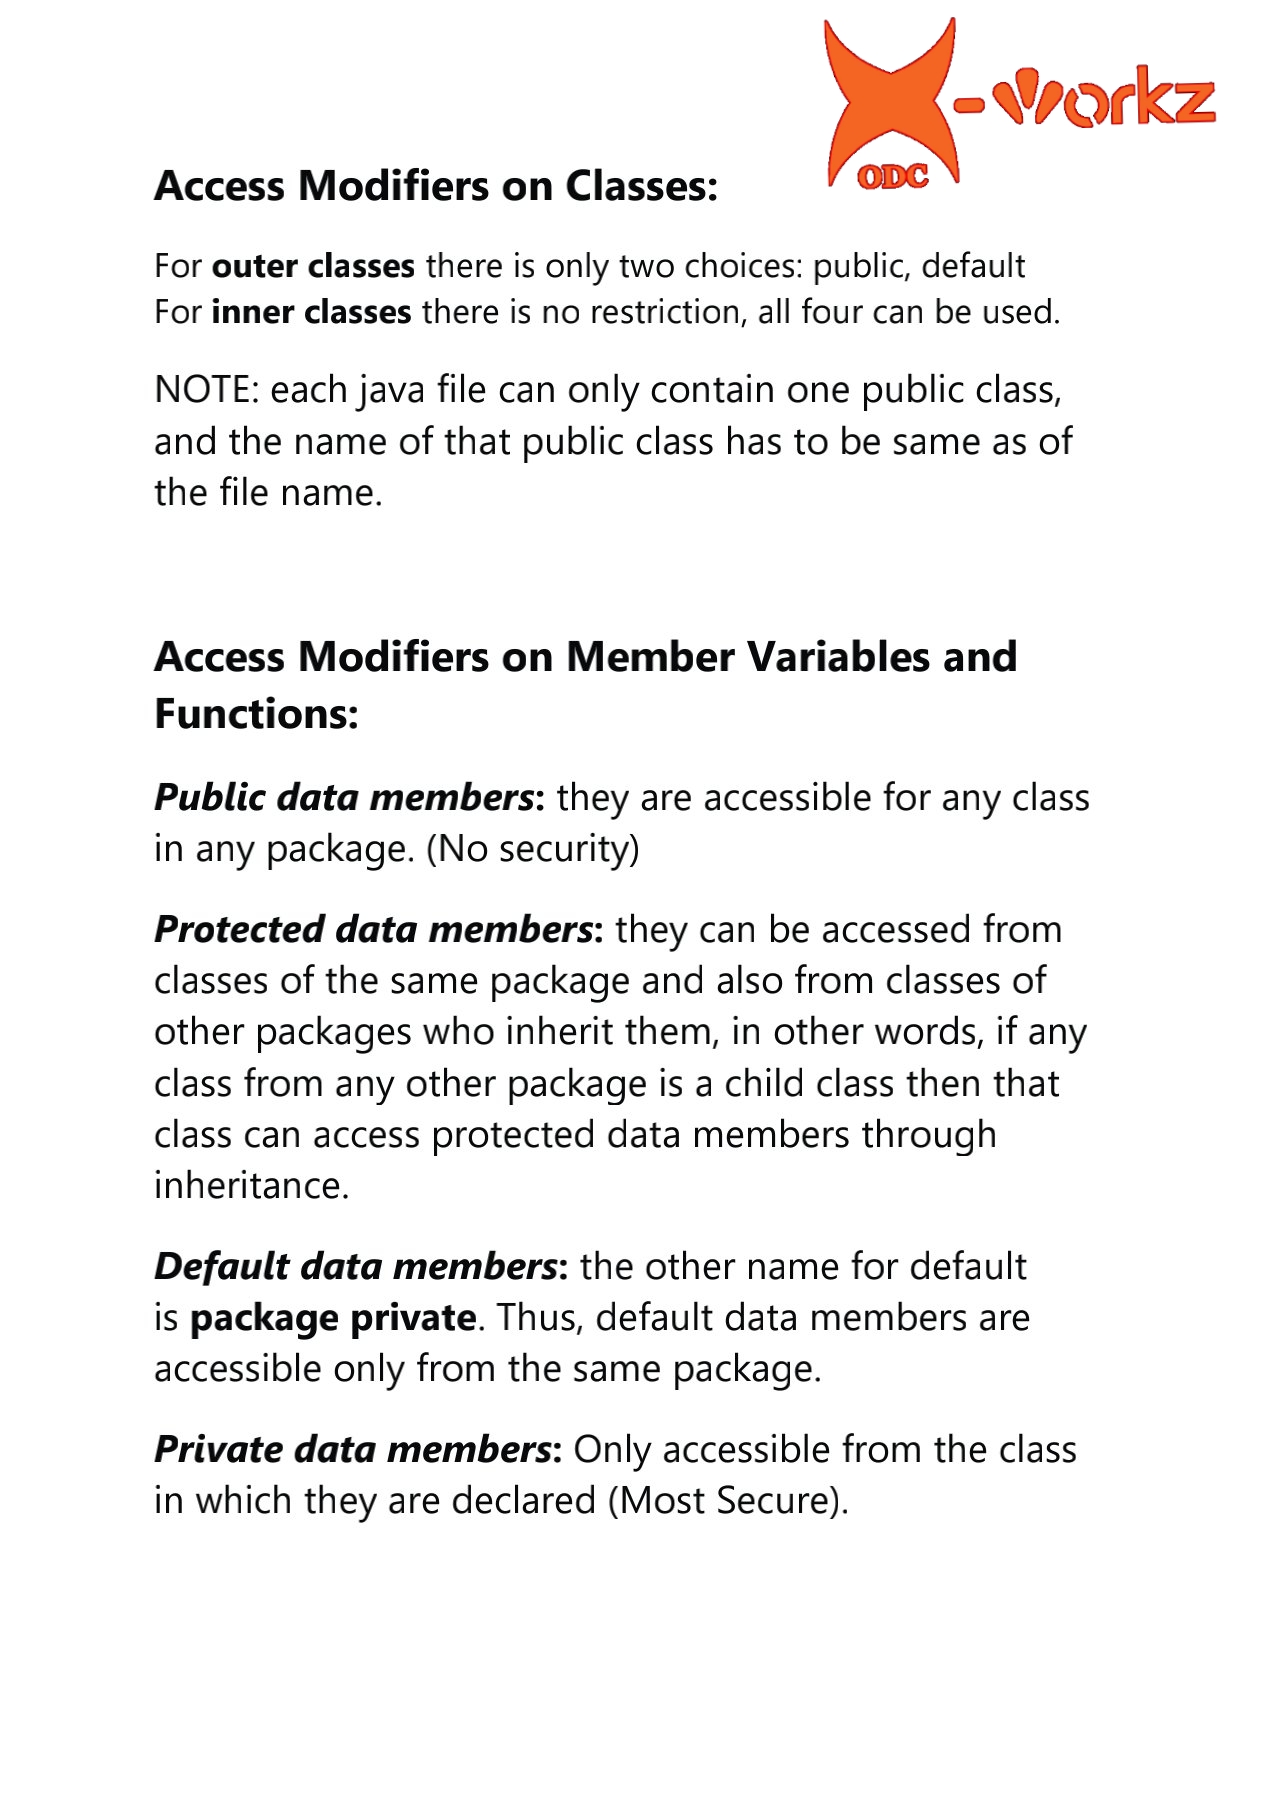 X-workz
ODC
Access Modifiers on Classes:
For outer classes there is only two choices: public, default
For inner classes there is no restriction, all four can be used.
NOTE: each java file can only contain one public class,
and the name of that public class has to be same as of
the file name.
Access Modifiers on Member Variables and
Functions:
Public data members: they are accessible for any class
in any package. (No security)
Protected data members: they can be accessed from
classes of the same package and also from classes of
other packages who inherit them, in other words, if any
class from any other package is a child class then that
class can access protected data members through
inheritance.
Default data members: the other name for default
is package private. Thus, default data members are
accessible only from the same package.
Private data members: Only accessible from the class
in which they are declared (Most Secure).